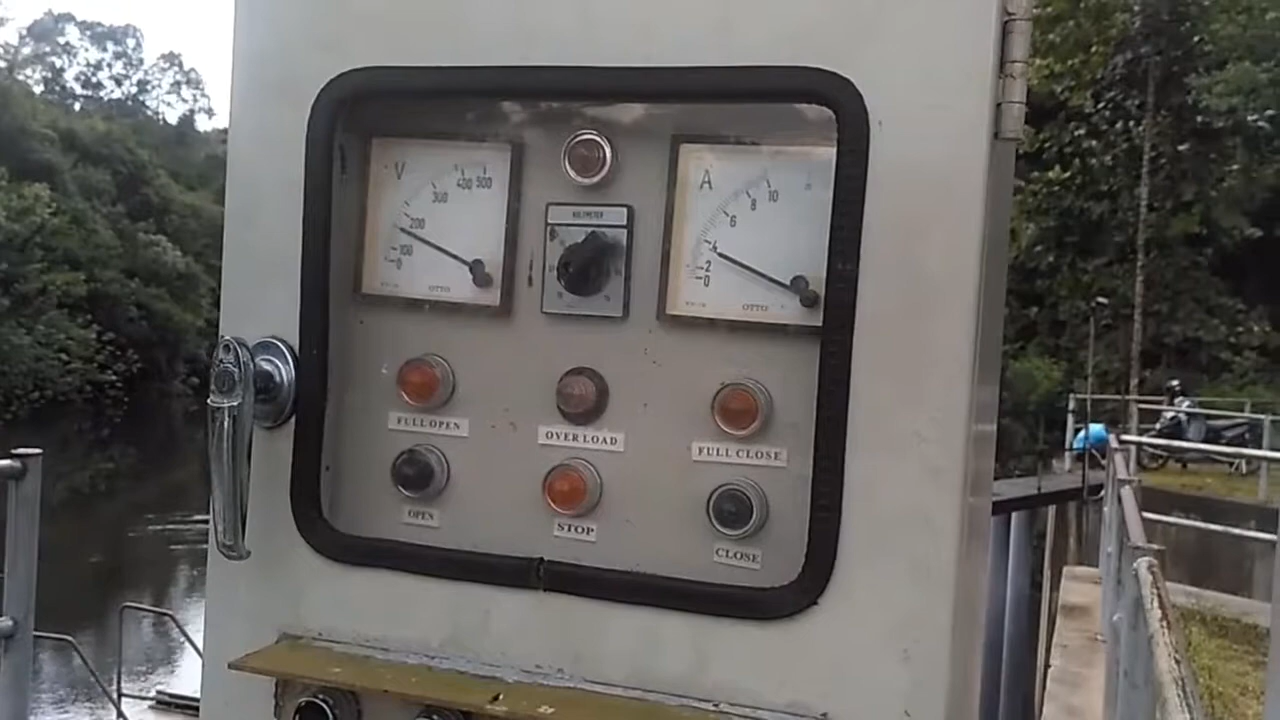 V
500
400
300
200
100
0
OTTO
VOLTMETER
A
10
8
6
4
2
0
OTTO
FULL OPEN
OVER LOAD
FULL CLOSE
OPEN
STOP
CLOSE